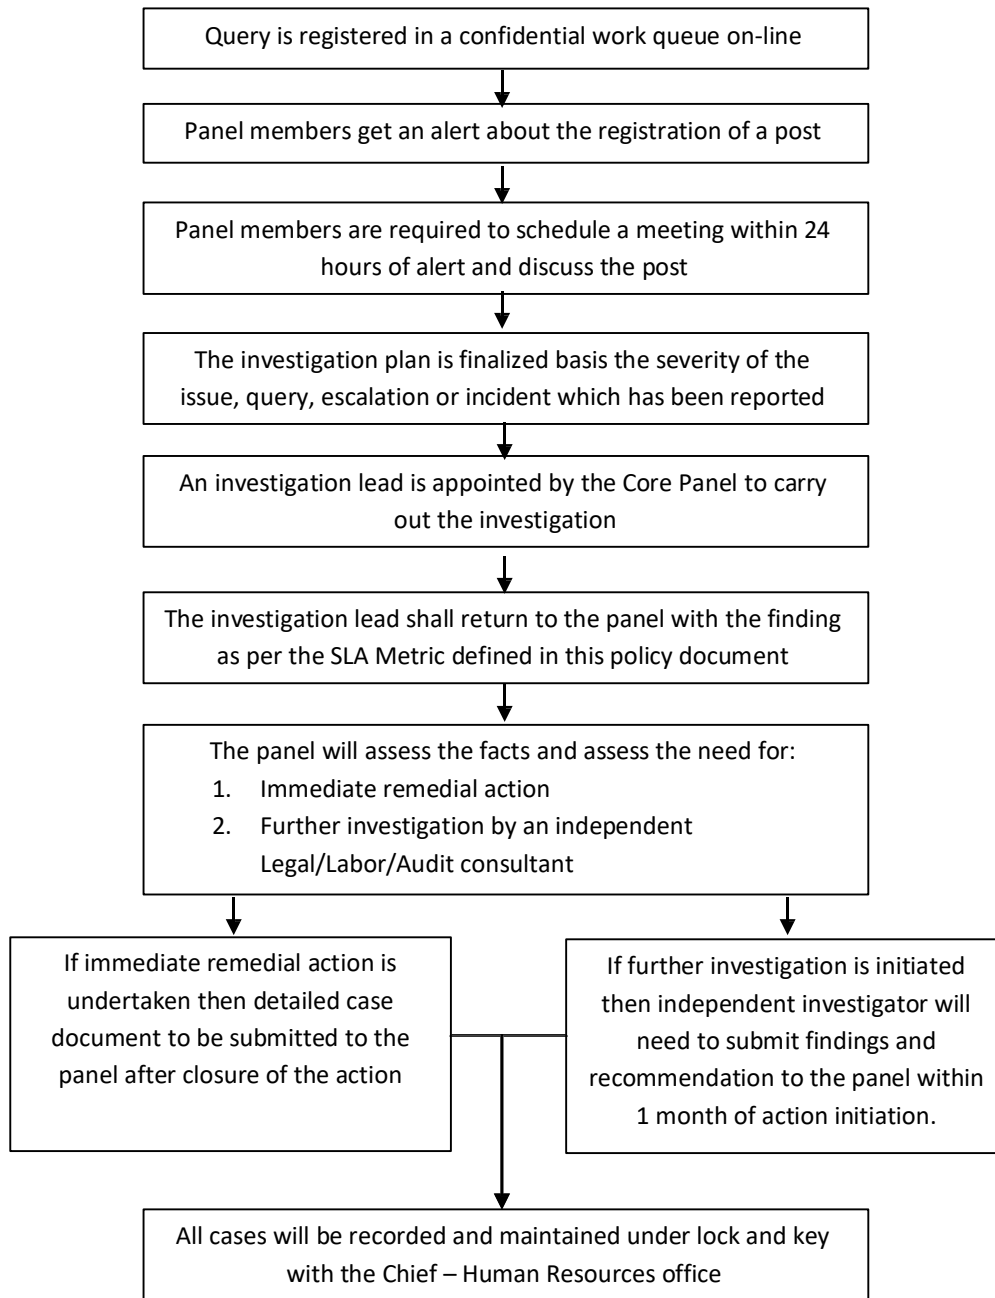 Query is registered in a confidential work queue on-line
Panel members get an alert about the registration of a post
Panel members are required to schedule a meeting within 24
hours of alert and discuss the post
The investigation plan is finalized basis the severity of the
issue, query, escalation or incident which has been reported
An investigation lead is appointed by the Core Panel to carry
out the investigation
The investigation lead shall return to the panel with the finding
as per the SLA Metric defined in this policy document
The panel will assess the facts and assess the need for:
1. Immediate remedial action
2. Further investigation by an independent
Legal/Labor/Audit consultant
If immediate remedial action is
undertaken then detailed case
document to be submitted to the
panel after closure of the action
If further investigation is initiated
then independent investigator will
need to submit findings and
recommendation to the panel within
1 month of action initiation.
All cases will be recorded and maintained under lock and key
with the Chief – Human Resources office